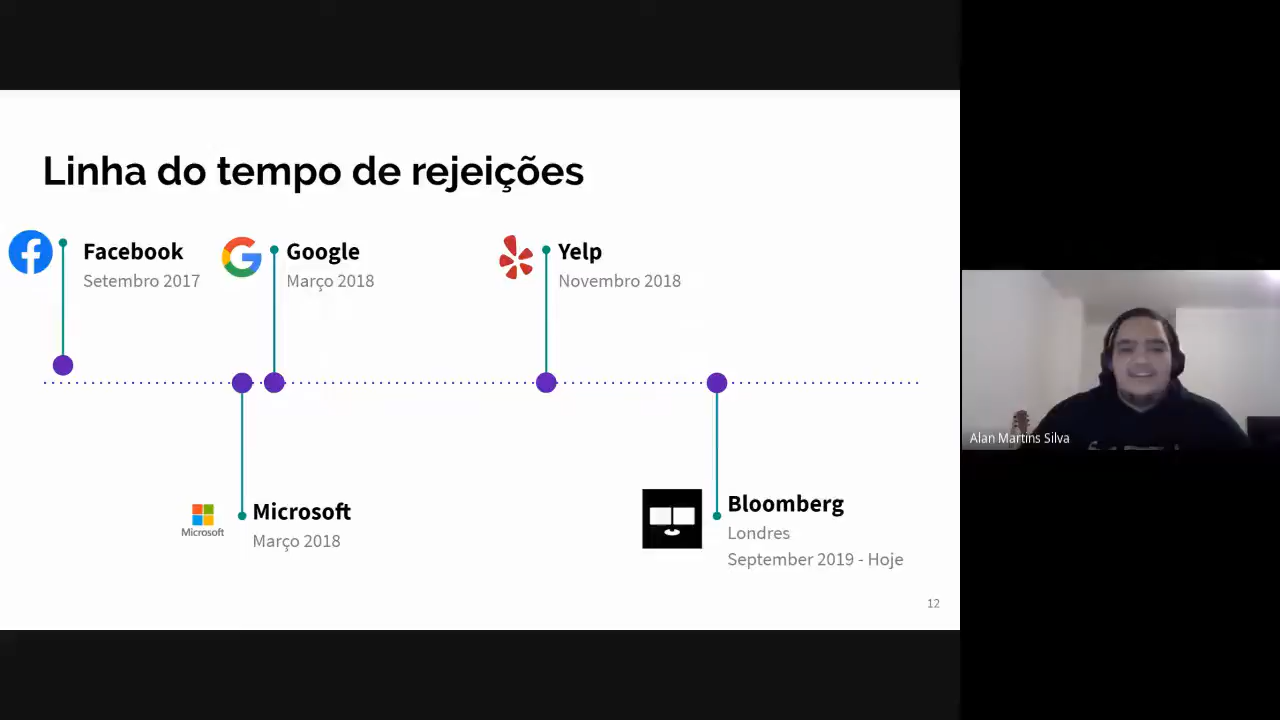 Linha do tempo de rejeições
Facebook
Setembro 2017
Google
Março 2018
Yelp
Novembro 2018
Microsoft
Microsoft
Março 2018
Bloomberg
Londres
September 2019 - Hoje
12
Alan Martins Silva